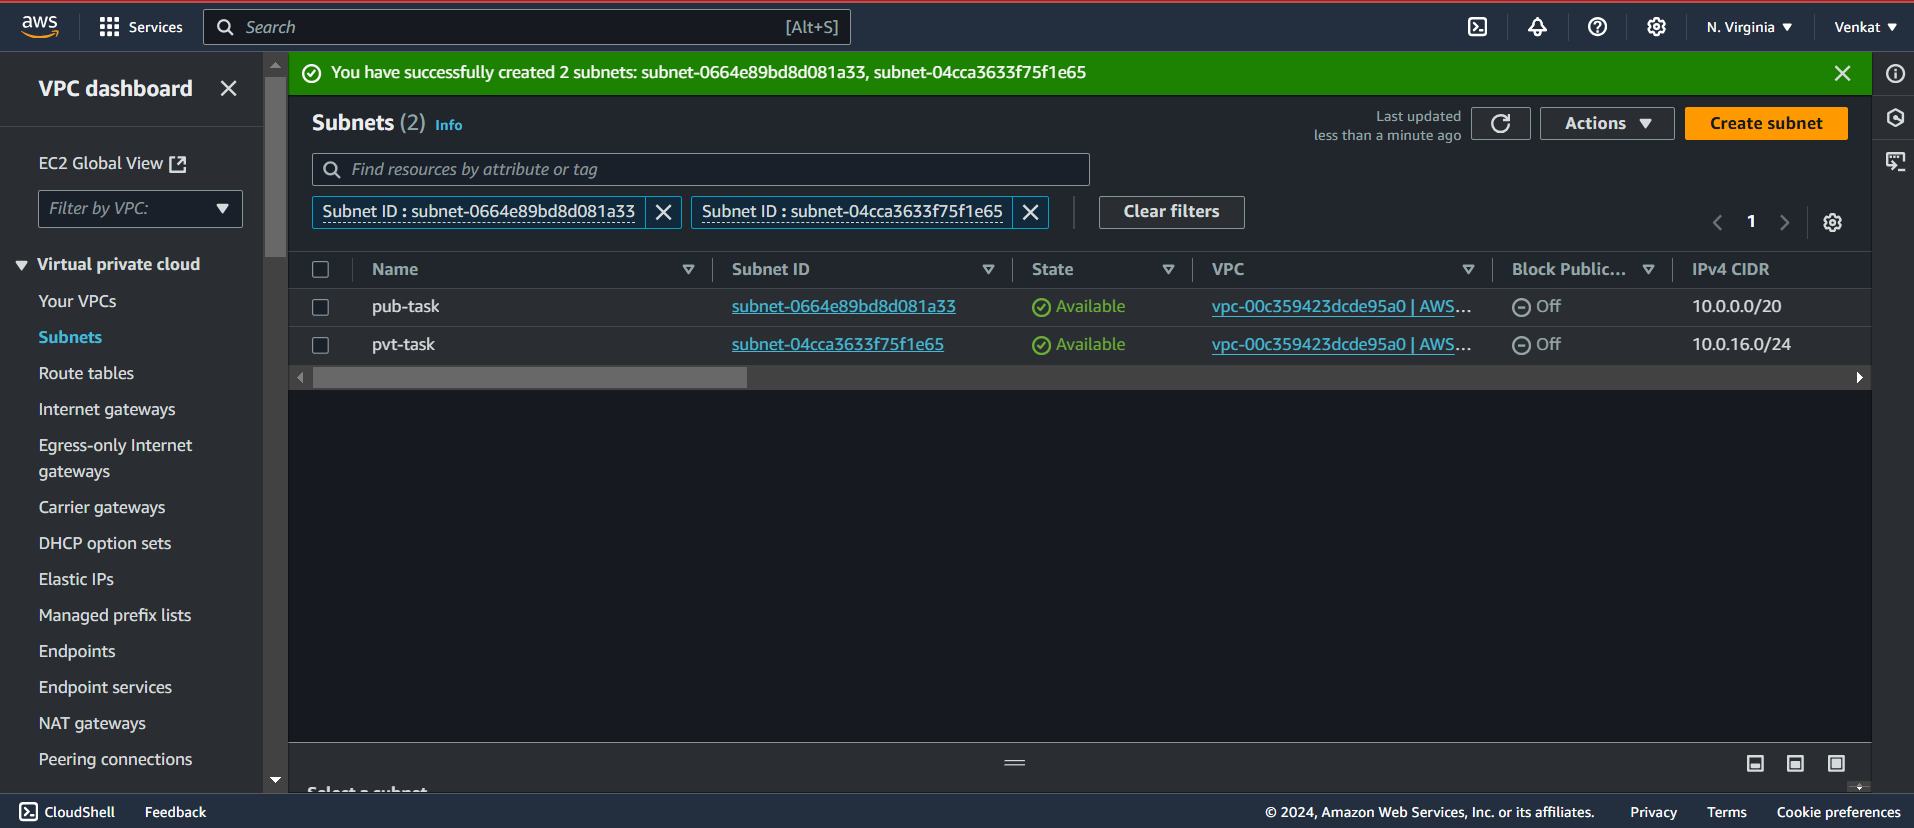 aws
Services
Search
[Alt+S]
N. Virginia
Venkat
VPC dashboard
EC2 Global View
Filter by VPC:
Virtual private cloud
Your VPCs
Subnets
Route tables
Internet gateways
Egress-only Internet
gateways
Carrier gateways
DHCP option sets
Elastic IPs
Managed prefix lists
Endpoints
Endpoint services
NAT gateways
Peering connections
You have successfully created 2 subnets: subnet-0664e89bd8d081a33, subnet-04cca3633f75f1e65
Subnets (2) Info
Last updated
less than a minute ago
Actions
Create subnet
Find resources by attribute or tag
Subnet ID : subnet-0664e89bd8d081a33
Subnet ID : subnet-04cca3633f75f1e65
Clear filters
1
Name Subnet ID State VPC Block Public... IPv4 CIDR
pub-task subnet-0664e89bd8d081a33 Available vpc-00c359423dcde95a0 | AWS... Off 10.0.0.0/20
pvt-task subnet-04cca3633f75f1e65 Available vpc-00c359423dcde95a0 | AWS... Off 10.0.16.0/24
Select a subnet
CloudShell
Feedback
© 2024, Amazon Web Services, Inc. or its affiliates.
Privacy
Terms
Cookie preferences